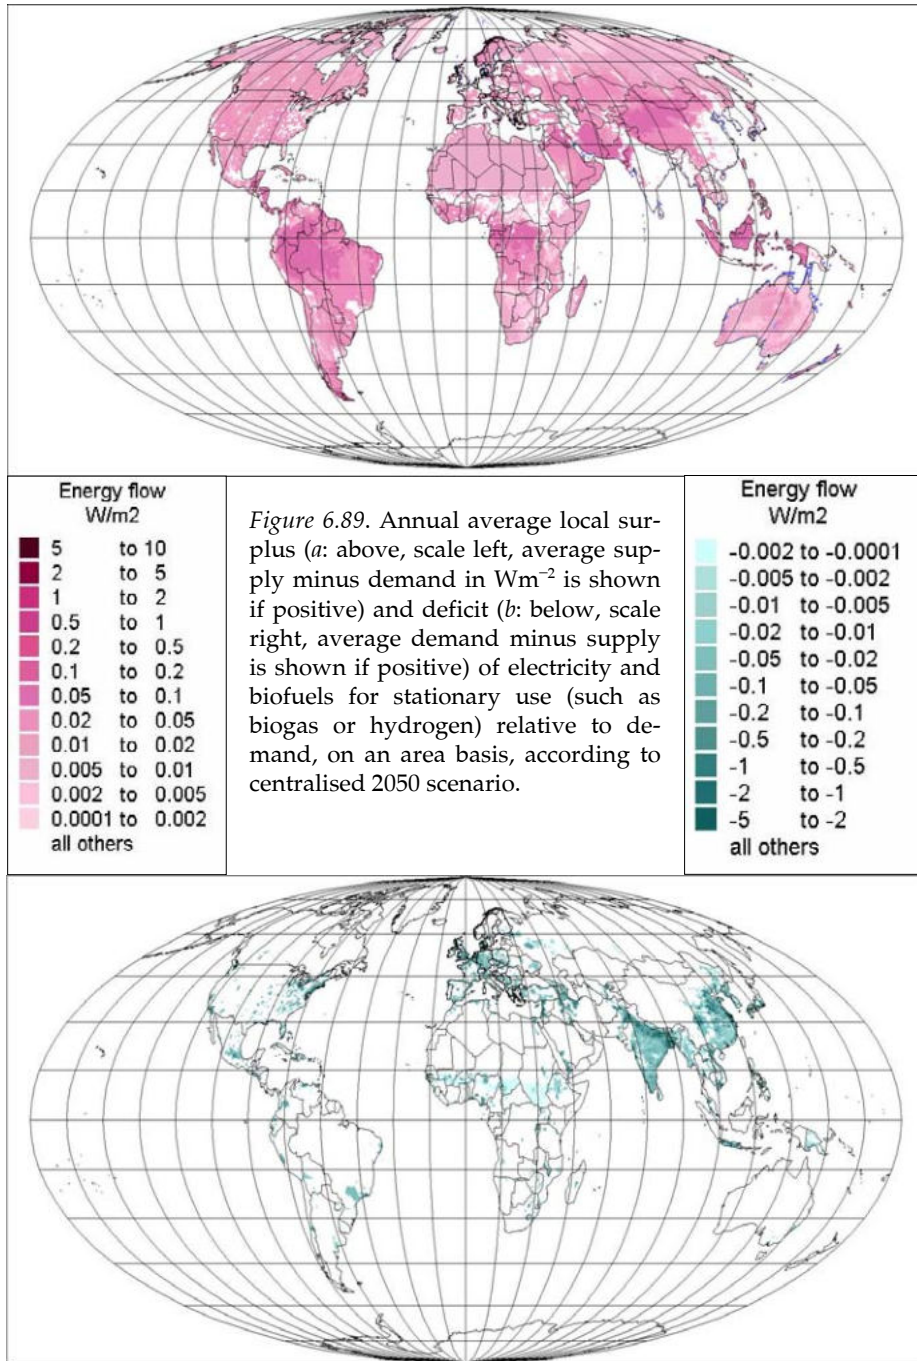 Energy flow
W/m2
5 to 10
2 to 5
1 to 2
0.5 to 1
0.2 to 0.5
0.1 to 0.2
0.05 to 0.1
0.02 to 0.05
0.01 to 0.02
0.005 to 0.01
0.002 to 0.005
0.0001 to 0.002
all others
Figure 6.89. Annual average local sur-
plus (a: above, scale left, average sup-
ply minus demand in Wm⁻² is shown
if positive) and deficit (b: below, scale
right, average demand minus supply
is shown if positive) of electricity and
biofuels for stationary use (such as
biogas or hydrogen) relative to de-
mand, on an area basis, according to
centralised 2050 scenario.
Energy flow
W/m2
-0.002 to -0.0001
-0.005 to -0.002
-0.01 to -0.005
-0.02 to -0.01
-0.05 to -0.02
-0.1 to -0.05
-0.2 to -0.1
-0.5 to -0.2
-1 to -0.5
-2 to -1
-5 to -2
all others